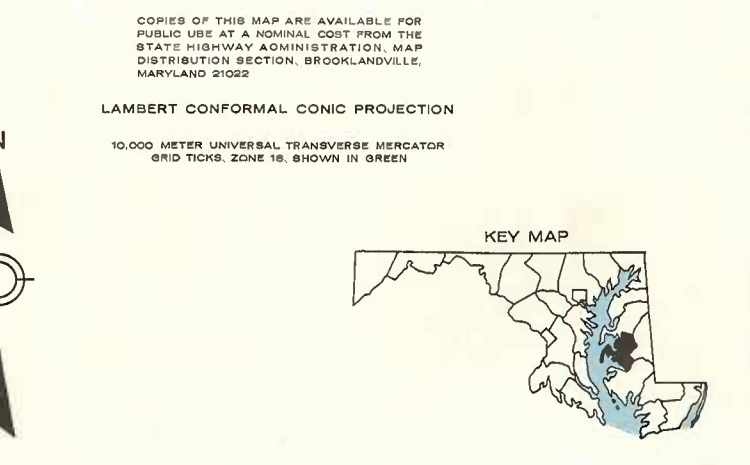 COPIES OF THIS MAP ARE AVAILABLE FOR
PUBLIC USE AT A NOMINAL COST FROM THE
STATE HIGHWAY ADMINISTRATION, MAP
DISTRIBUTION SECTION, BROOKLANDVILLE,
MARYLAND 21022
LAMBERT CONFORMAL CONIC PROJECTION
10,000 METER UNIVERSAL TRANSVERSE MERCATOR
GRID TICKS, ZONE 18, SHOWN IN GREEN
N
KEY MAP